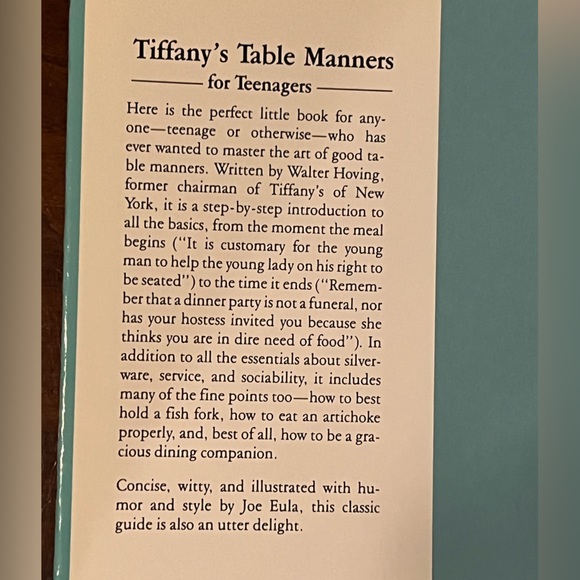 Tiffany's Table Manners
for Teenagers
Here is the perfect little book for any-
one—teenage or otherwise—who has
ever wanted to master the art of good ta-
ble manners. Written by Walter Hoving,
former chairman of Tiffany's of New
York, it is a step-by-step introduction to
all the basics, from the moment the meal
begins ("It is customary for the young
man to help the young lady on his right to
be seated") to the time it ends ("Remem-
ber that a dinner party is not a funeral, nor
has your hostess invited you because she
thinks you are in dire need of food"). In
addition to all the essentials about silver-
ware, service, and sociability, it includes
many of the fine points too—how to best
hold a fish fork, how to eat an artichoke
properly, and, best of all, how to be a gra-
cious dining companion.
Concise, witty, and illustrated with hu-
mor and style by Joe Eula, this classic
guide is also an utter delight.